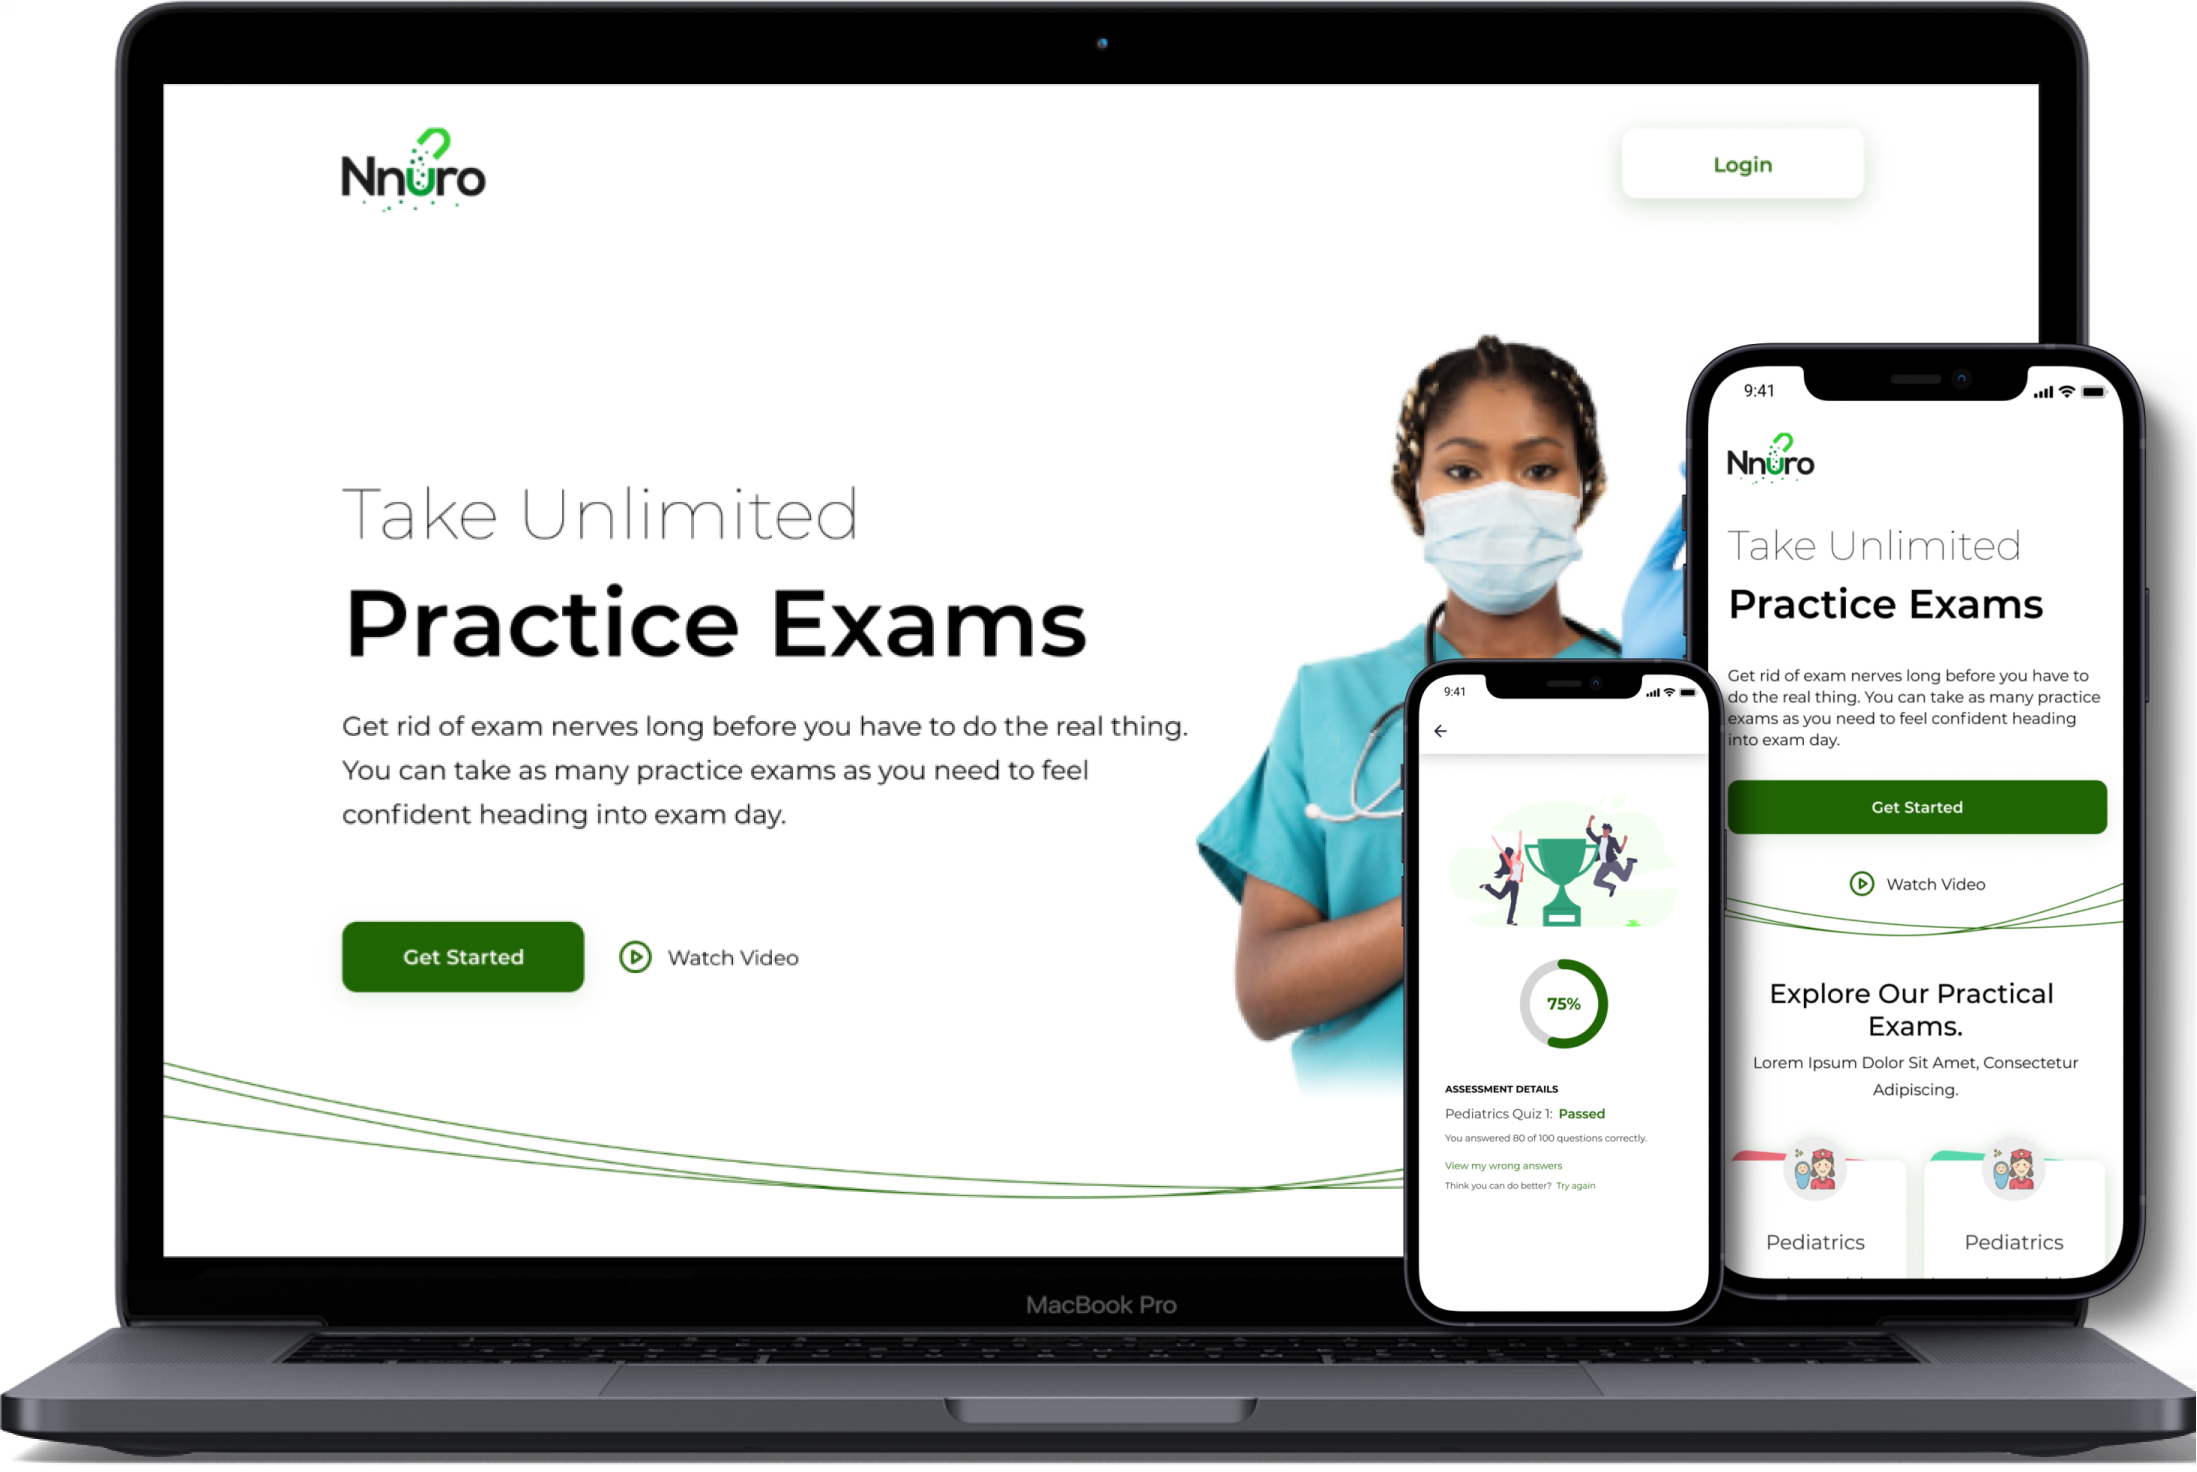 Nnuro
Login
Take Unlimited
Practice Exams
Get rid of exam nerves long before you have to do the real thing.
You can take as many practice exams as you need to feel
confident heading into exam day.
Get Started
Watch Video
MacBook Pro
9:41
75%
ASSESSMENT DETAILS
Pediatrics Quiz 1: Passed
You answered 80 of 100 questions correctly.
View my wrong answers
Think you can do better? Try again
9:41
Nnuro
Take Unlimited
Practice Exams
Get rid of exam nerves long before you have to
do the real thing. You can take as many practice
exams as you need to feel confident heading
into exam day.
Get Started
Watch Video
Explore Our Practical
Exams.
Lorem Ipsum Dolor Sit Amet, Consectetur
Adipiscing.
Pediatrics
Pediatrics